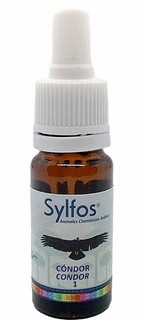 Sylfos®
Animales Chamánicos Andinos
CÓNDOR
CONDOR
1